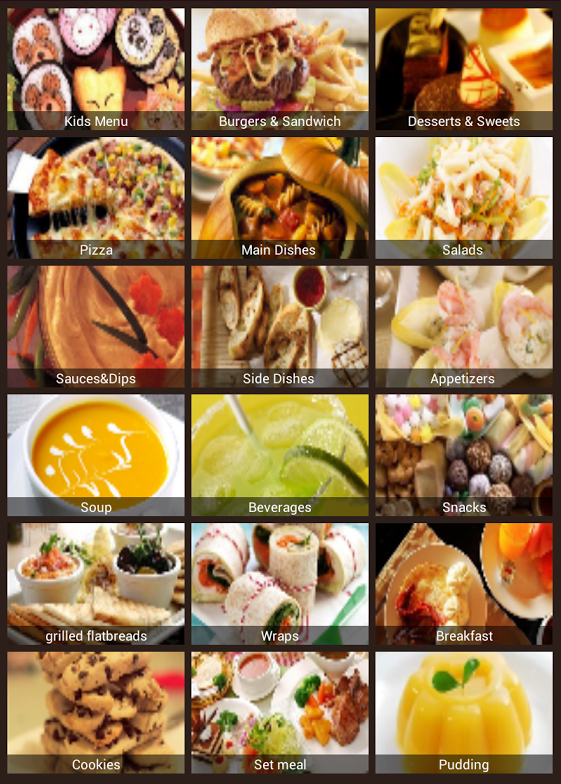 Kids Menu
Burgers & Sandwich
Desserts & Sweets
Pizza
Main Dishes
Salads
Sauces&Dips
Side Dishes
Appetizers
Soup
Beverages
Snacks
grilled flatbreads
Wraps
Breakfast
Cookies
Set meal
Pudding